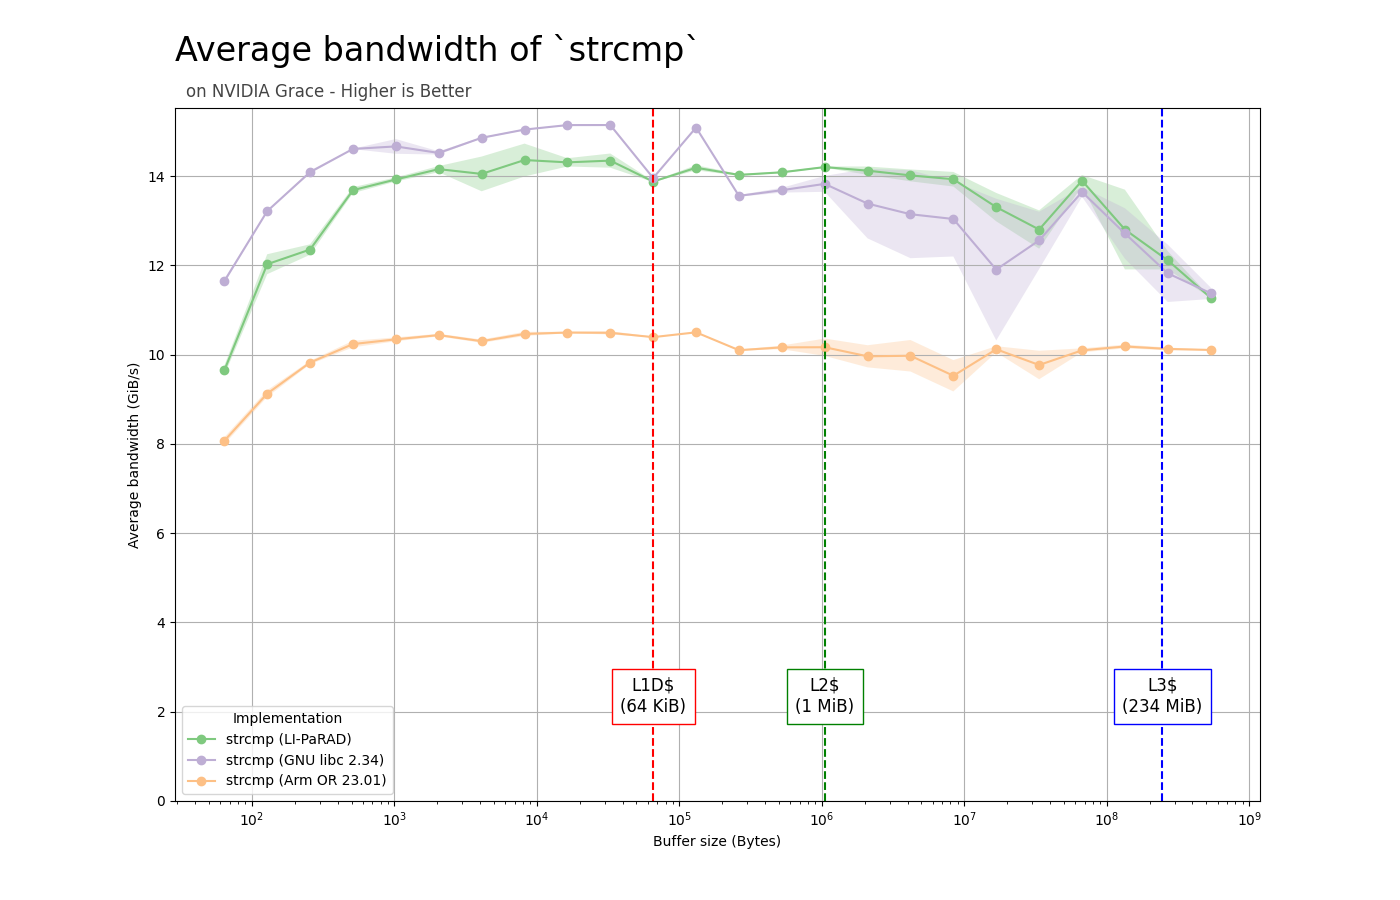 Average bandwidth of `strcmp`
on NVIDIA Grace - Higher is Better
Average bandwidth (GiB/s)
14
12
10
8
6
4
2
0
L1D$
(64 KiB)
L2$
(1 MiB)
L3$
(234 MiB)
Implementation
strcmp (LI-PaRAD)
strcmp (GNU libc 2.34)
strcmp (Arm OR 23.01)
10² 10³ 10⁴ 10⁵ 10⁶ 10⁷ 10⁸ 10⁹
Buffer size (Bytes)